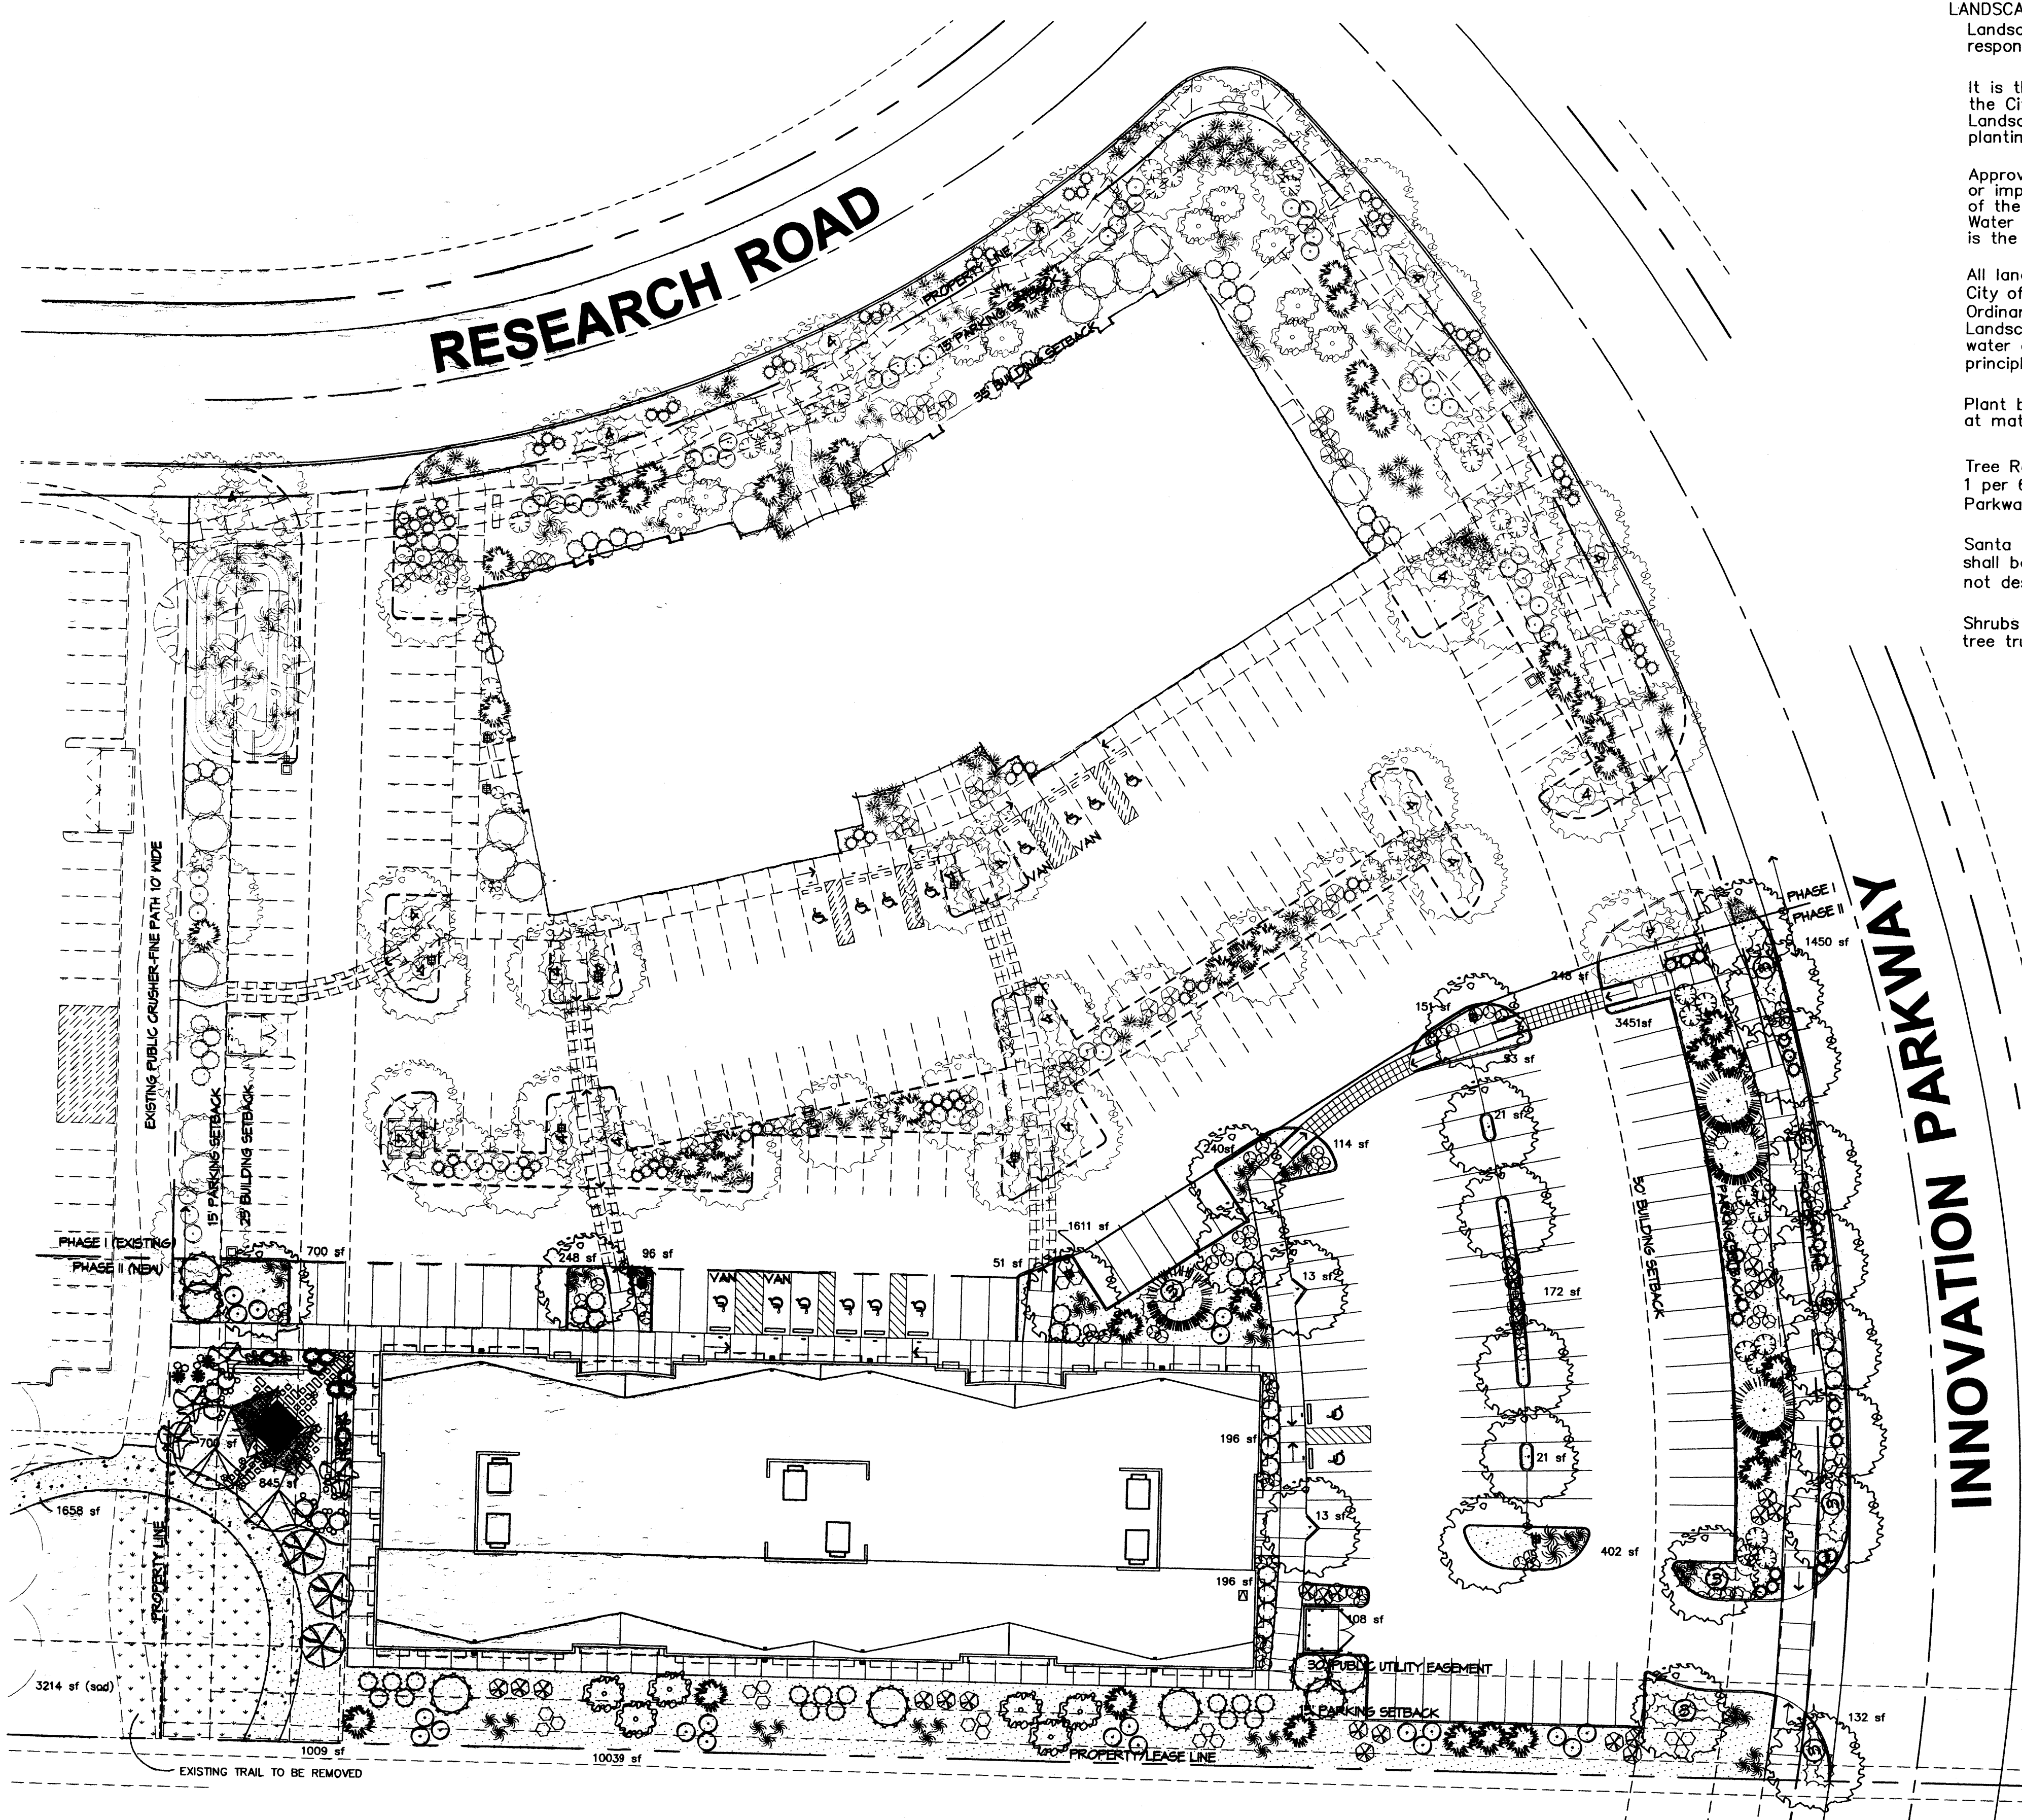 LANDSCA
Landsc
respon
It is t
the Ci
Landsc
plantin
Approv
or imp
of the
Water
is the
All lan
City of
Ordinar
Landsc
water
principl
Plant b
at mat
Tree R
1 per 6
Parkwa
Santa
shall b
not des
Shrubs
tree tru
RESEARCH ROAD
PROPERTY LINE
15' PARKING SETBACK
35' BUILDING SETBACK
EXISTING PUBLIC CRUSHER-FINE PATH 10' WIDE
15' PARKING SETBACK
25' BUILDING SETBACK
VAN
VAN
PHASE I
PHASE II
1450 sf
INNOVATION PARKWAY
248 sf
151 sf
3451sf
93 sf
21 sf
240sf
114 sf
50' BUILDING SETBACK
1611 sf
PHASE I (EXISTING)
PHASE II (NEW)
700 sf
248 sf
96 sf
51 sf
VAN
VAN
13 sf
172 sf
700 sf
845 sf
196 sf
21 sf
1658 sf
PROPERTY LINE
13 sf
402 sf
196 sf
108 sf
30' PUBLIC UTILITY EASEMENT
3214 sf (sod)
15' PARKING SETBACK
132 sf
1009 sf
10039 sf
PROPERTY/LEASE LINE
EXISTING TRAIL TO BE REMOVED